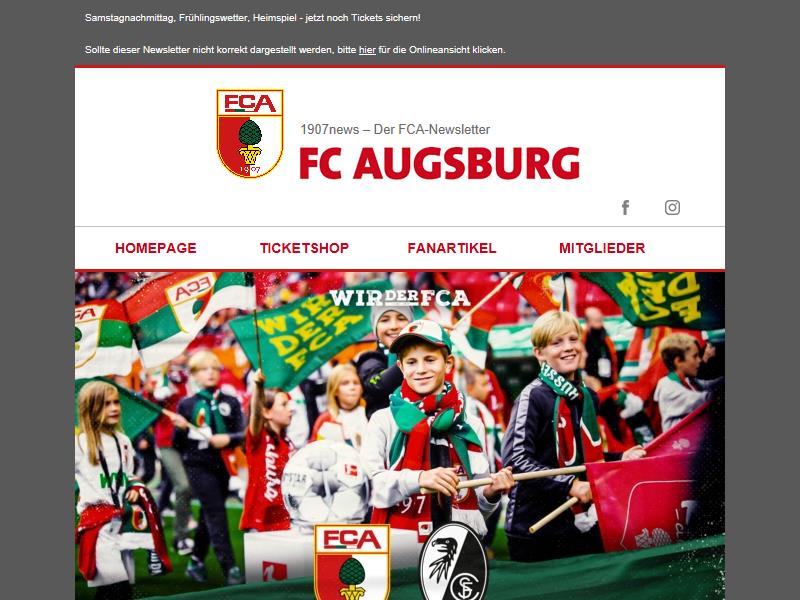 Samstagnachmittag, Frühlingswetter, Heimspiel - jetzt noch Tickets sichern!
Sollte dieser Newsletter nicht korrekt dargestellt werden, bitte hier für die Onlineansicht klicken.
FCA
1907
1907news – Der FCA-Newsletter
FC AUGSBURG
HOMEPAGE
TICKETSHOP
FANARTIKEL
MITGLIEDER
WIR DER FCA
FCA
WIR
DER
FCA
FCA
SC